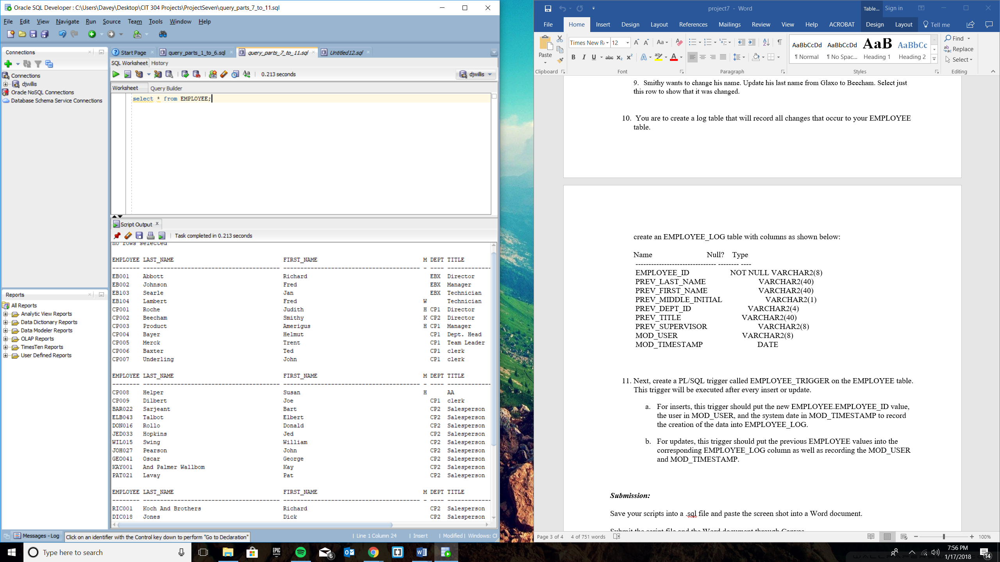 Oracle SQL Developer : C:\Users\Davey\Desktop\CIT 304 Projects\ProjectSeven\query_parts_7_to_11.sql
File Edit View Navigate Run Source Team Tools Window Help
Connections
Connections
djwillis
Oracle NoSQL Connections
Database Schema Service Connections
Reports
All Reports
Analytic View Reports
Data Dictionary Reports
Data Modeler Reports
OLAP Reports
TimesTen Reports
User Defined Reports
Start Page query_parts_1_to_6.sql query_parts_7_to_11.sql Untitled12.sql
SQL Worksheet History
0.213 seconds djwillis
Worksheet Query Builder
select * from EMPLOYEE;
Script Output
Task completed in 0.213 seconds
no rows selected
EMPLOYEE LAST_NAME FIRST_NAME M DEPT TITLE
-------- ---------------------------------------- ---------------------------------------- - ---- -------------
EB001 Abbott Richard EBX Director
EB002 Johnson Fred EBX Manager
EB103 Searle Jan EBX Technician
EB104 Lambert Fred W Technician
CP001 Roche Judith H CP1 Director
CP002 Beecham Smithy K CP2 Director
CP003 Product Amerigus H CP1 Manager
CP004 Bayer Helmut CP1 Dept. Head
CP005 Merck Trent CP1 Team Leader
CP006 Baxter Ted CP1 clerk
CP007 Underling John CP1 clerk
EMPLOYEE LAST_NAME FIRST_NAME M DEPT TITLE
-------- ---------------------------------------- ---------------------------------------- - ---- -------------
CP008 Helper Susan H AA
CP009 Dilbert Joe CP1 clerk
BAR022 Sarjeant Bart CP2 Salesperson
ELB043 Talbot Elbert CP2 Salesperson
DON016 Rollo Donald CP2 Salesperson
JED033 Hopkins Jed CP2 Salesperson
WIL015 Swing William CP2 Salesperson
JOH027 Pearson John CP2 Salesperson
GEO041 Oscar George CP2 Salesperson
KAY001 And Palmer Wallbom Kay CP2 Salesperson
PAT021 Lavay Pat CP2 Salesperson
EMPLOYEE LAST_NAME FIRST_NAME M DEPT TITLE
-------- ---------------------------------------- ---------------------------------------- - ---- -------------
RIC001 Koch And Brothers Richard CP2 Salesperson
DIC018 Jones Dick CP2 Salesperson
Messages - Log Click on an identifier with the Control key down to perform "Go to Declaration" | Line 1 Column 24 | Insert | Modified | Windows: CF
project7 - Word Table... Sign in
File Home Insert Design Layout References Mailings Review View Help ACROBAT Design Layout Tell me
Paste
Clipboard
Times New R 12
Font
Paragraph
AaBbCcDd AaBbCcDd AaB AaBbCc
¶ Normal ¶ No Spac... Heading 1 Heading 2
Styles
Find
Replace
Select
Editing
9. Smithy wants to change his name. Update his last name from Glaxo to Beecham. Select just
this row to show that it was changed.
10. You are to create a log table that will record all changes that occur to your EMPLOYEE
table.
create an EMPLOYEE_LOG table with columns as shown below:
Name Null? Type
------------------------------- -------- ----
EMPLOYEE_ID NOT NULL VARCHAR2(8)
PREV_LAST_NAME VARCHAR2(40)
PREV_FIRST_NAME VARCHAR2(40)
PREV_MIDDLE_INITIAL VARCHAR2(1)
PREV_DEPT_ID VARCHAR2(4)
PREV_TITLE VARCHAR2(40)
PREV_SUPERVISOR VARCHAR2(8)
MOD_USER VARCHAR2(8)
MOD_TIMESTAMP DATE
11. Next, create a PL/SQL trigger called EMPLOYEE_TRIGGER on the EMPLOYEE table.
This trigger will be executed after every insert or update.
a. For inserts, this trigger should put the new EMPLOYEE.EMPLOYEE_ID value,
the user in MOD_USER, and the system date in MOD_TIMESTAMP to record
the creation of the data into EMPLOYEE_LOG.
b. For updates, this trigger should put the previous EMPLOYEE values into the
corresponding EMPLOYEE_LOG column as well as recording the MOD_USER
and MOD_TIMESTAMP.
Submission:
Save your scripts into a .sql file and paste the screen shot into a Word document.
Submit the script file and the Word document through Canvas
Page 3 of 4 4 of 751 words 100%
Type here to search
EPIC GAMES
6
7:56 PM
1/17/2018
14